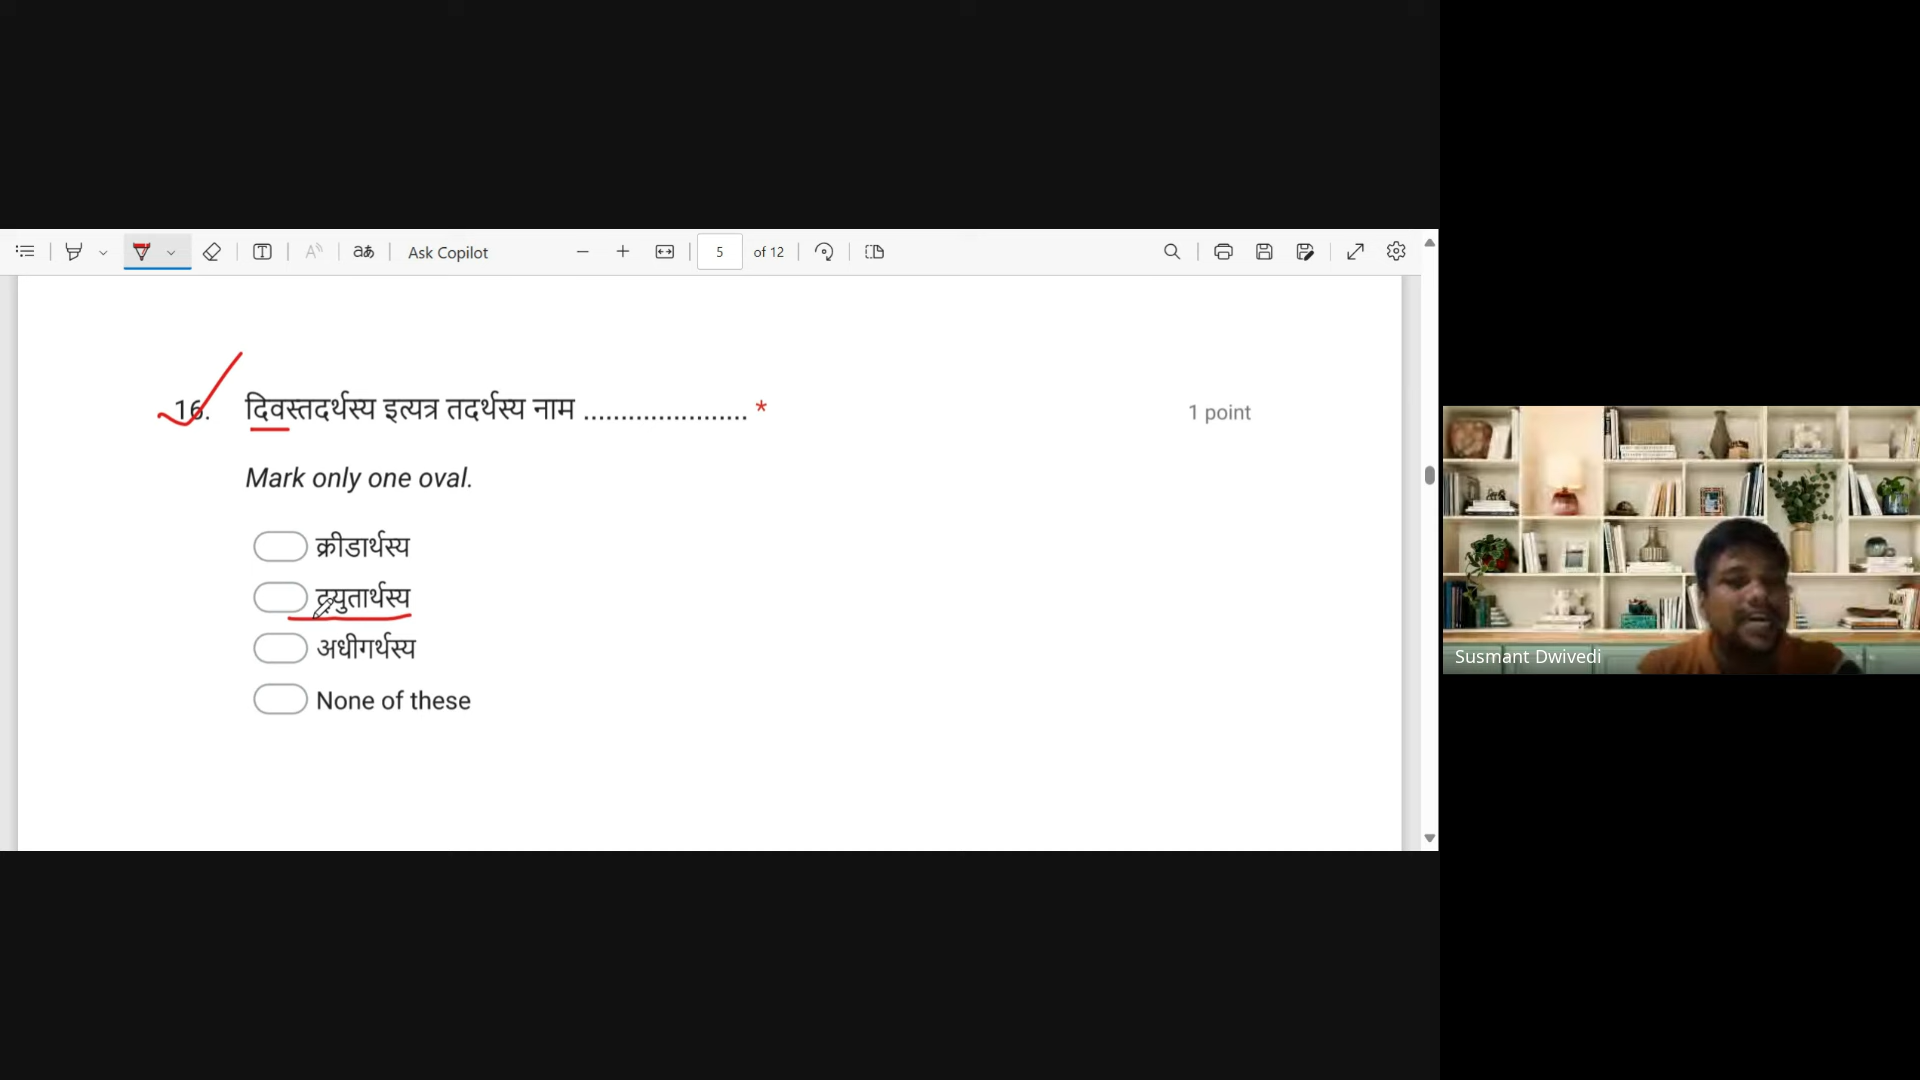 Ask Copilot
5 of 12
16. दिवस्तदर्थस्य इत्यत्र तदर्थस्य नाम ...................... *
1 point
Mark only one oval.
क्रीडार्थस्य
द्युतार्थस्य
अधीगर्थस्य
None of these
Susmant Dwivedi